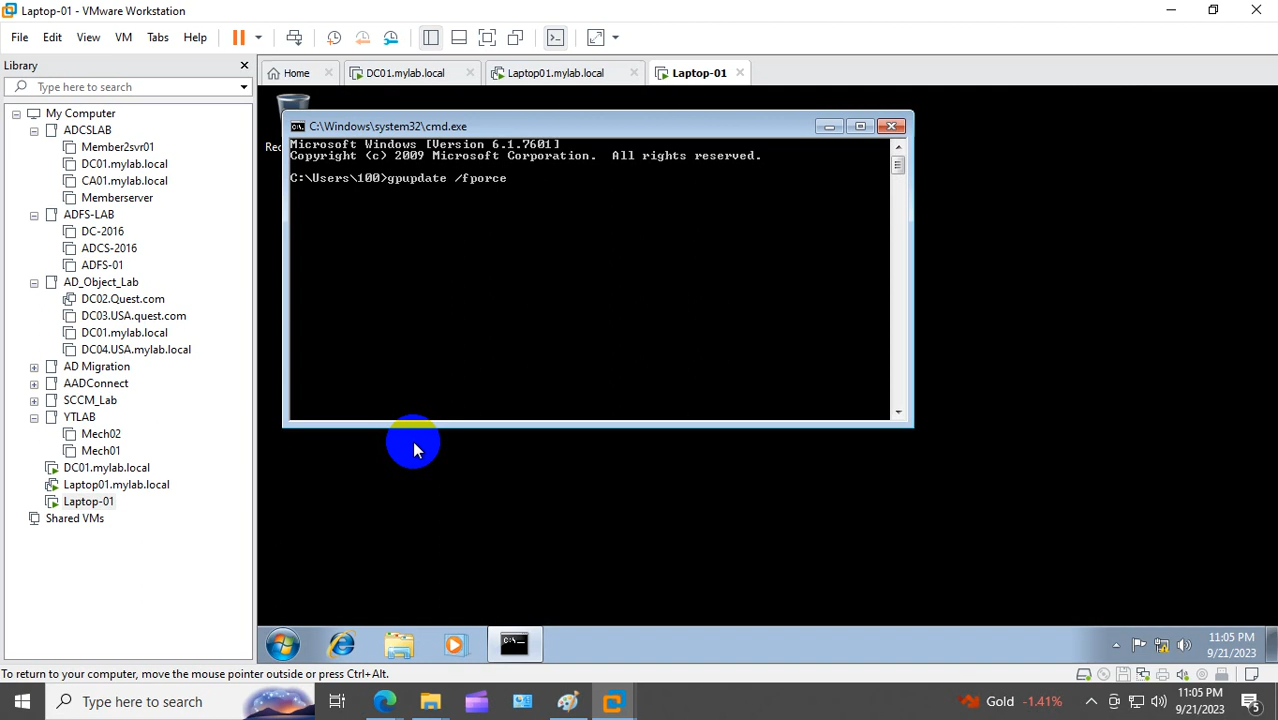 Laptop-01 - VMware Workstation
File Edit View VM Tabs Help
Library
Type here to search
Home
DC01.mylab.local
Laptop01.mylab.local
Laptop-01
My Computer
ADCSLAB
Member2svr01
DC01.mylab.local
CA01.mylab.local
Memberserver
ADFS-LAB
DC-2016
ADCS-2016
ADFS-01
AD_Object_Lab
DC02.Quest.com
DC03.USA.quest.com
DC01.mylab.local
DC04.USA.mylab.local
AD Migration
AADConnect
SCCM_Lab
YTLAB
Mech02
Mech01
DC01.mylab.local
Laptop01.mylab.local
Laptop-01
Shared VMs
Rec
C:\Windows\system32\cmd.exe
Microsoft Windows [Version 6.1.7601]
Copyright (c) 2009 Microsoft Corporation. All rights reserved.
C:\Users\100>gpupdate /fporce
11:05 PM
9/21/2023
To return to your computer, move the mouse pointer outside or press Ctrl+Alt.
Type here to search
Gold -1.41%
11:05 PM
9/21/2023
5